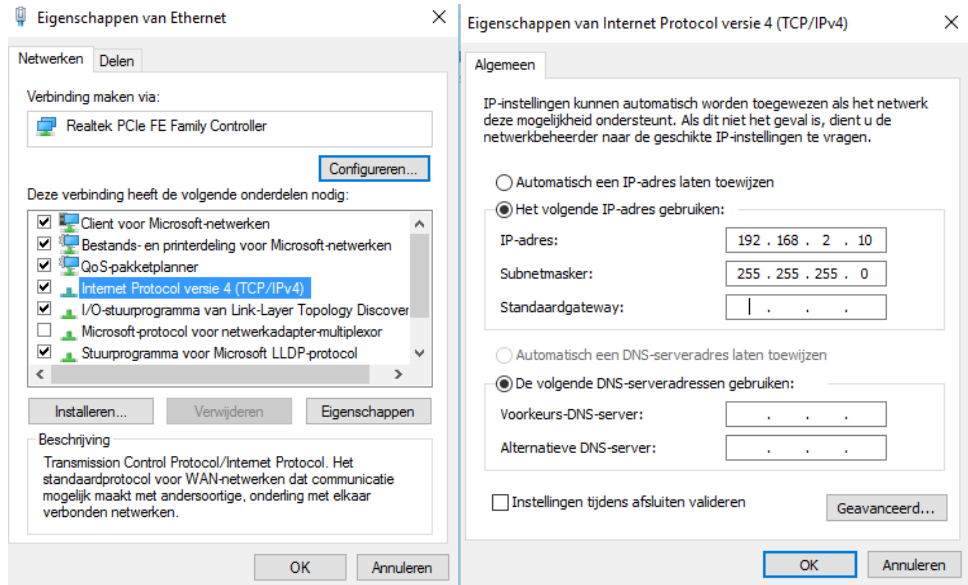 Eigenschappen van Ethernet
Netwerken
Delen
Verbinding maken via:
Realtek PCIe FE Family Controller
Configureren...
Deze verbinding heeft de volgende onderdelen nodig:
Client voor Microsoft-netwerken
Bestands- en printerdeling voor Microsoft-netwerken
QoS-pakketplanner
Internet Protocol versie 4 (TCP/IPv4)
I/O-stuurprogramma van Link-Layer Topology Discover
Microsoft-protocol voor netwerkadapter-multiplexor
Stuurprogramma voor Microsoft LLDP-protocol
Installeren...
Verwijderen
Eigenschappen
Beschrijving
Transmission Control Protocol/Internet Protocol. Het
standaardprotocol voor WAN-netwerken dat communicatie
mogelijk maakt met andersoortige, onderling met elkaar
verbonden netwerken.
OK
Annuleren
Eigenschappen van Internet Protocol versie 4 (TCP/IPv4)
Algemeen
IP-instellingen kunnen automatisch worden toegewezen als het netwerk
deze mogelijkheid ondersteunt. Als dit niet het geval is, dient u de
netwerkbeheerder naar de geschikte IP-instellingen te vragen.
Automatisch een IP-adres laten toewijzen
Het volgende IP-adres gebruiken:
IP-adres: 192 . 168 . 2 . 10
Subnetmasker: 255 . 255 . 255 . 0
Standaardgateway: . . .
Automatisch een DNS-serveradres laten toewijzen
De volgende DNS-serveradressen gebruiken:
Voorkeurs-DNS-server: . . .
Alternatieve DNS-server: . . .
Instellingen tijdens afsluiten valideren
Geavanceerd...
OK
Annuleren